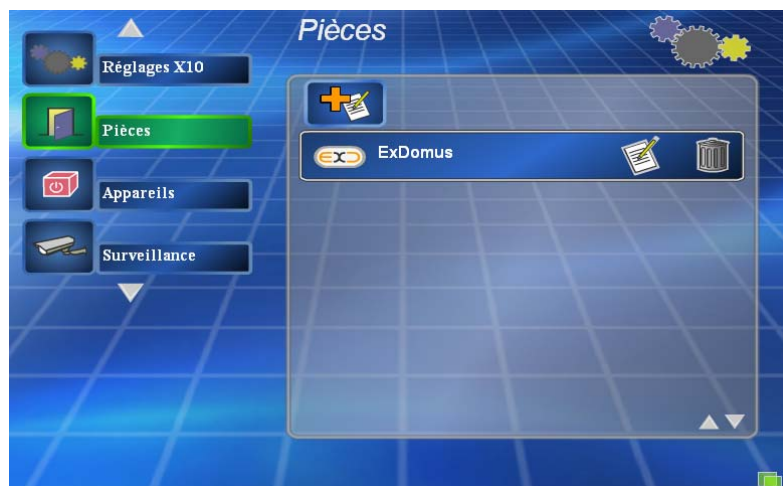 Pièces
Réglages X10
Pièces
Appareils
Surveillance
EXD
ExDomus